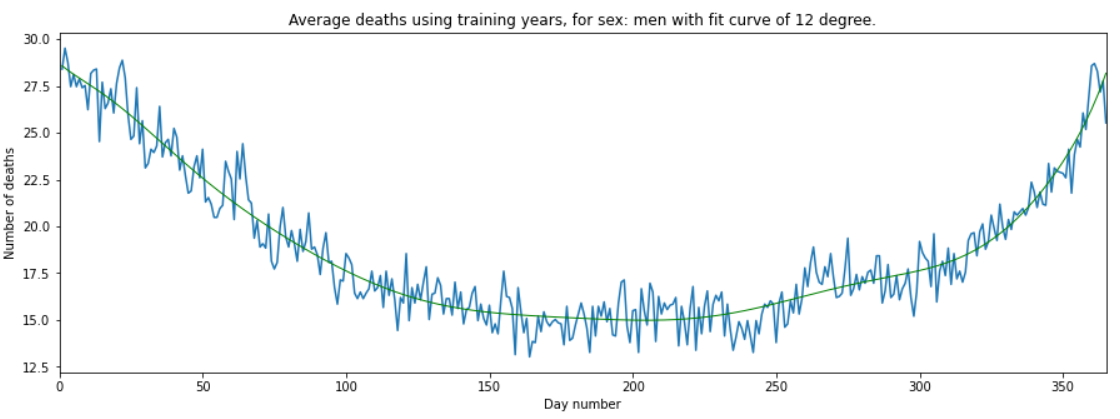 Average deaths using training years, for sex: men with fit curve of 12 degree.
30.0
27.5
25.0
22.5
20.0
17.5
15.0
12.5
Number of deaths
0 50 100 150 200 250 300 350
Day number